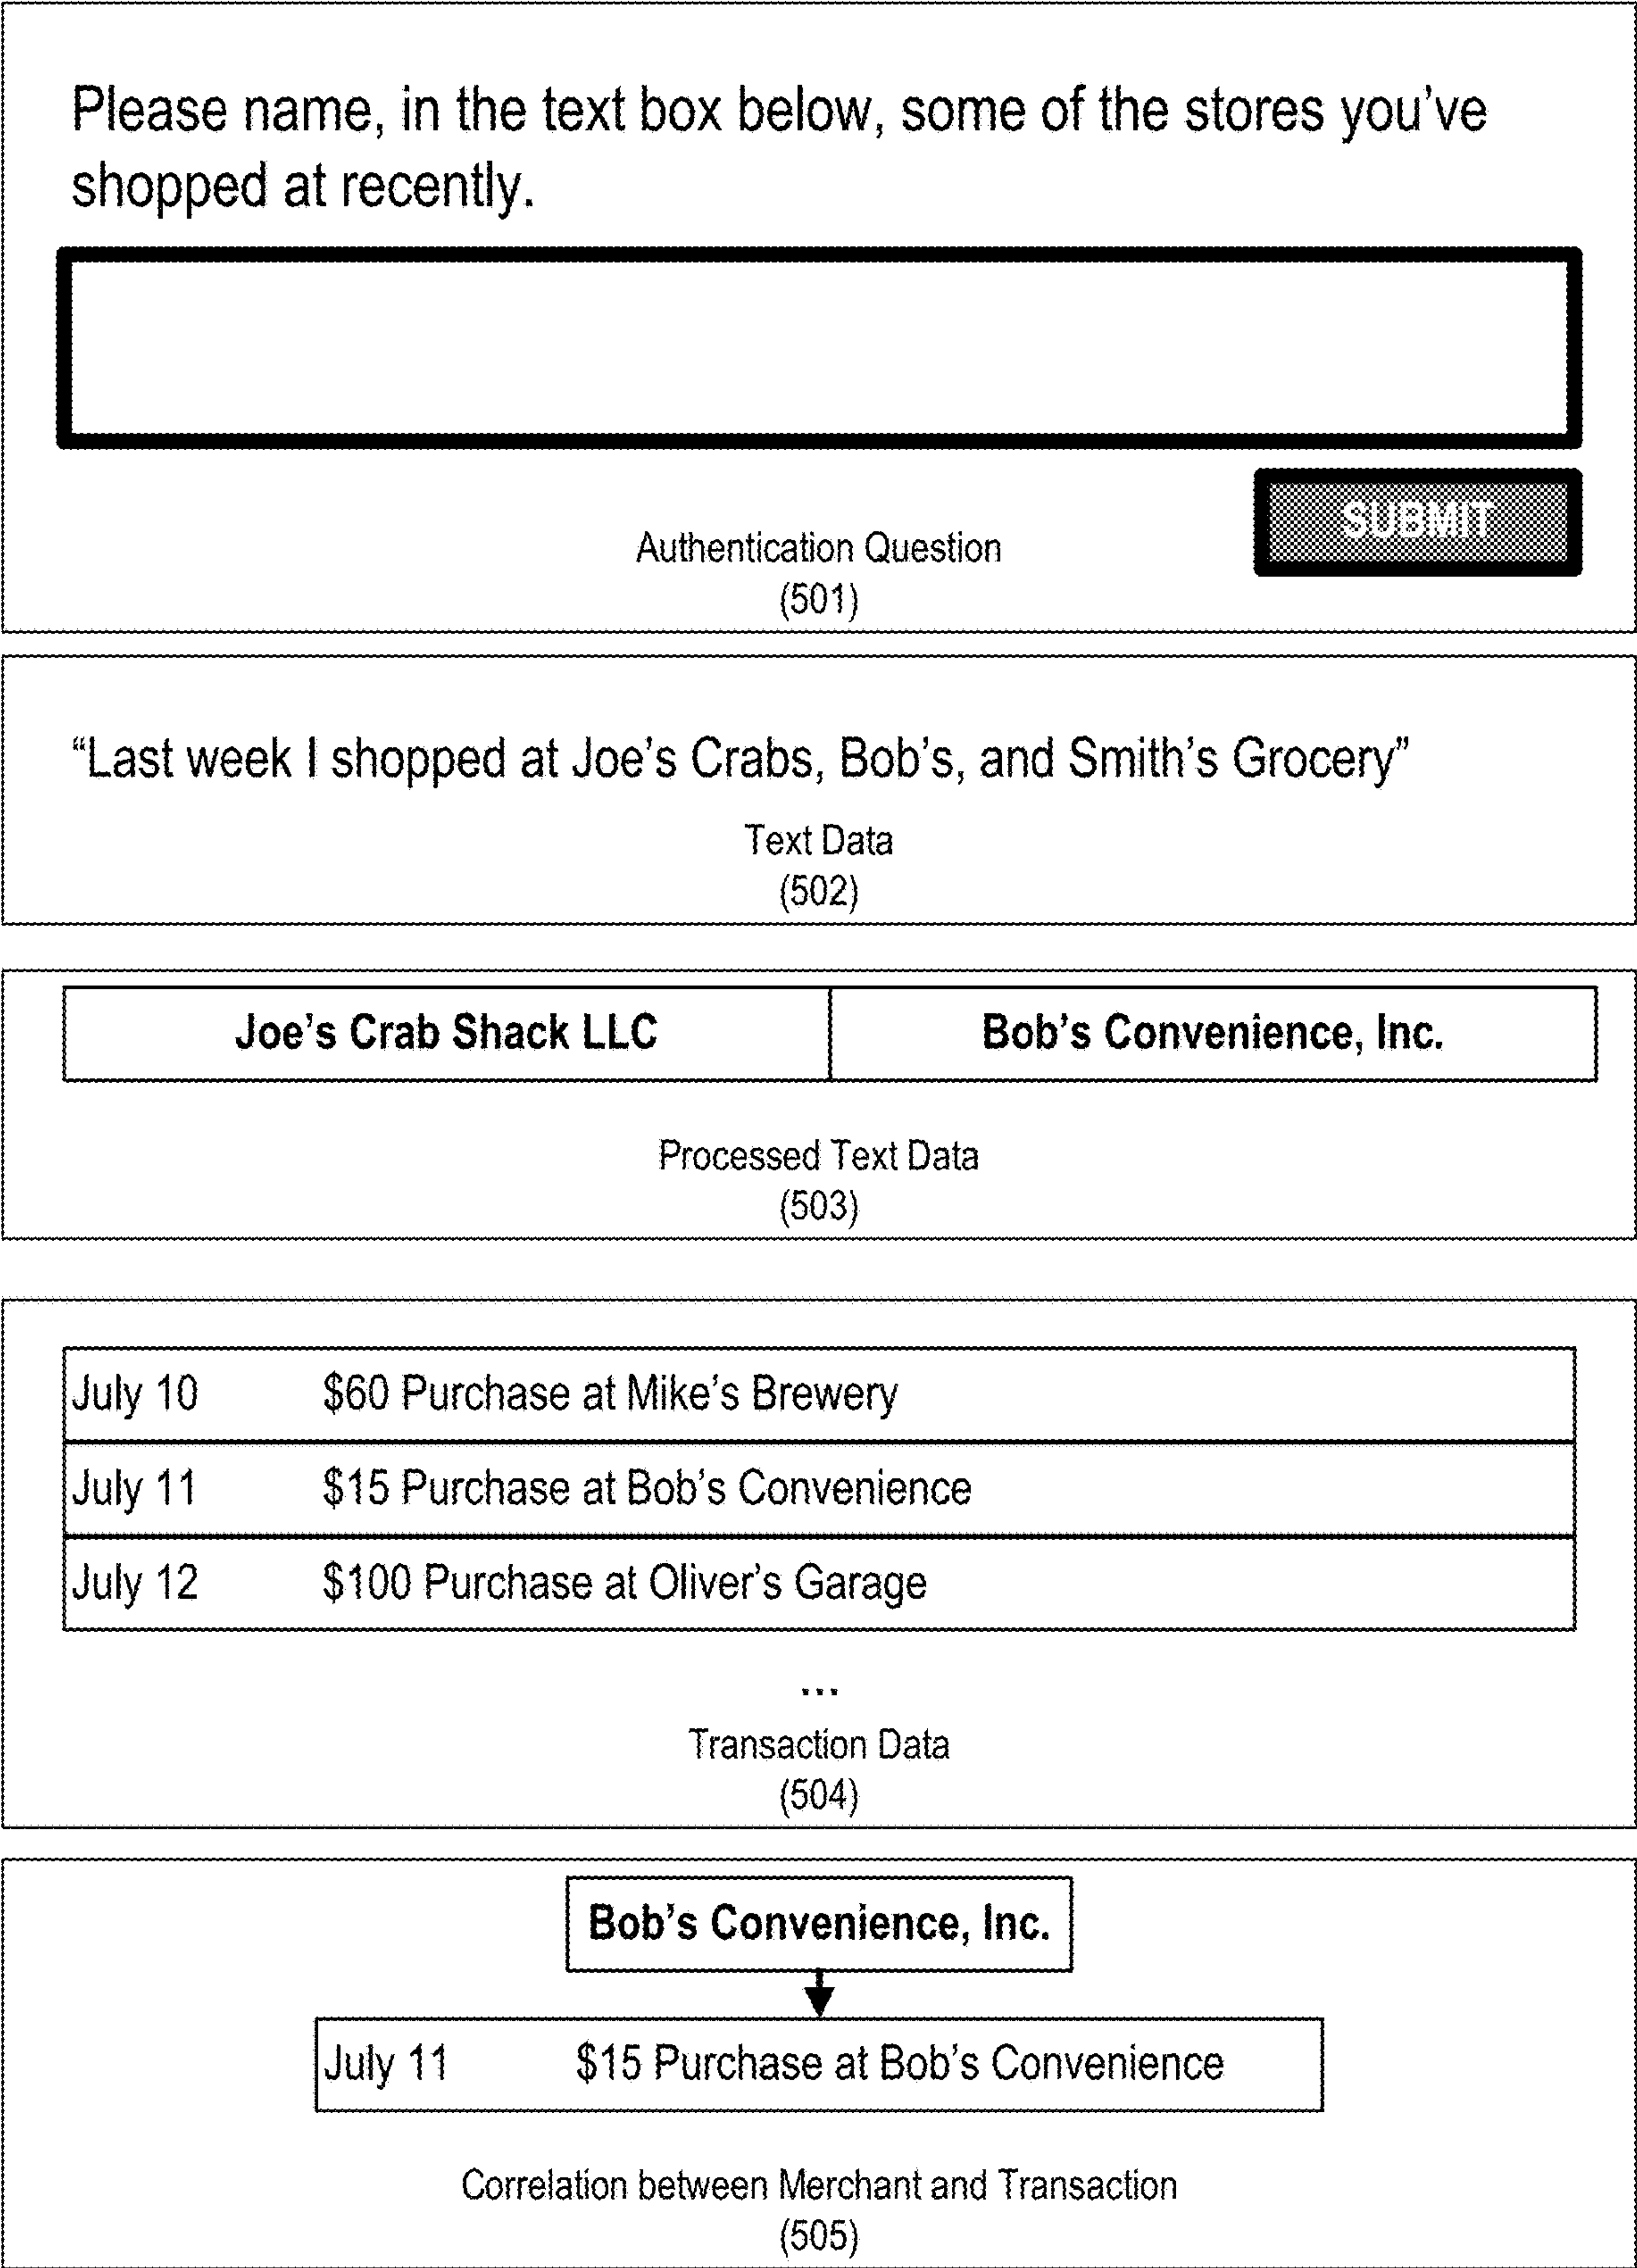 Please name, in the text box below, some of the stores you’ve
shopped at recently.
SUBMIT
Authentication Question
(501)
“Last week I shopped at Joe’s Crabs, Bob’s, and Smith’s Grocery”
Text Data
(502)
Joe’s Crab Shack LLC
Bob’s Convenience, Inc.
Processed Text Data
(503)
July 10 $60 Purchase at Mike’s Brewery
July 11 $15 Purchase at Bob’s Convenience
July 12 $100 Purchase at Oliver’s Garage
...
Transaction Data
(504)
Bob’s Convenience, Inc.
July 11 $15 Purchase at Bob’s Convenience
Correlation between Merchant and Transaction
(505)